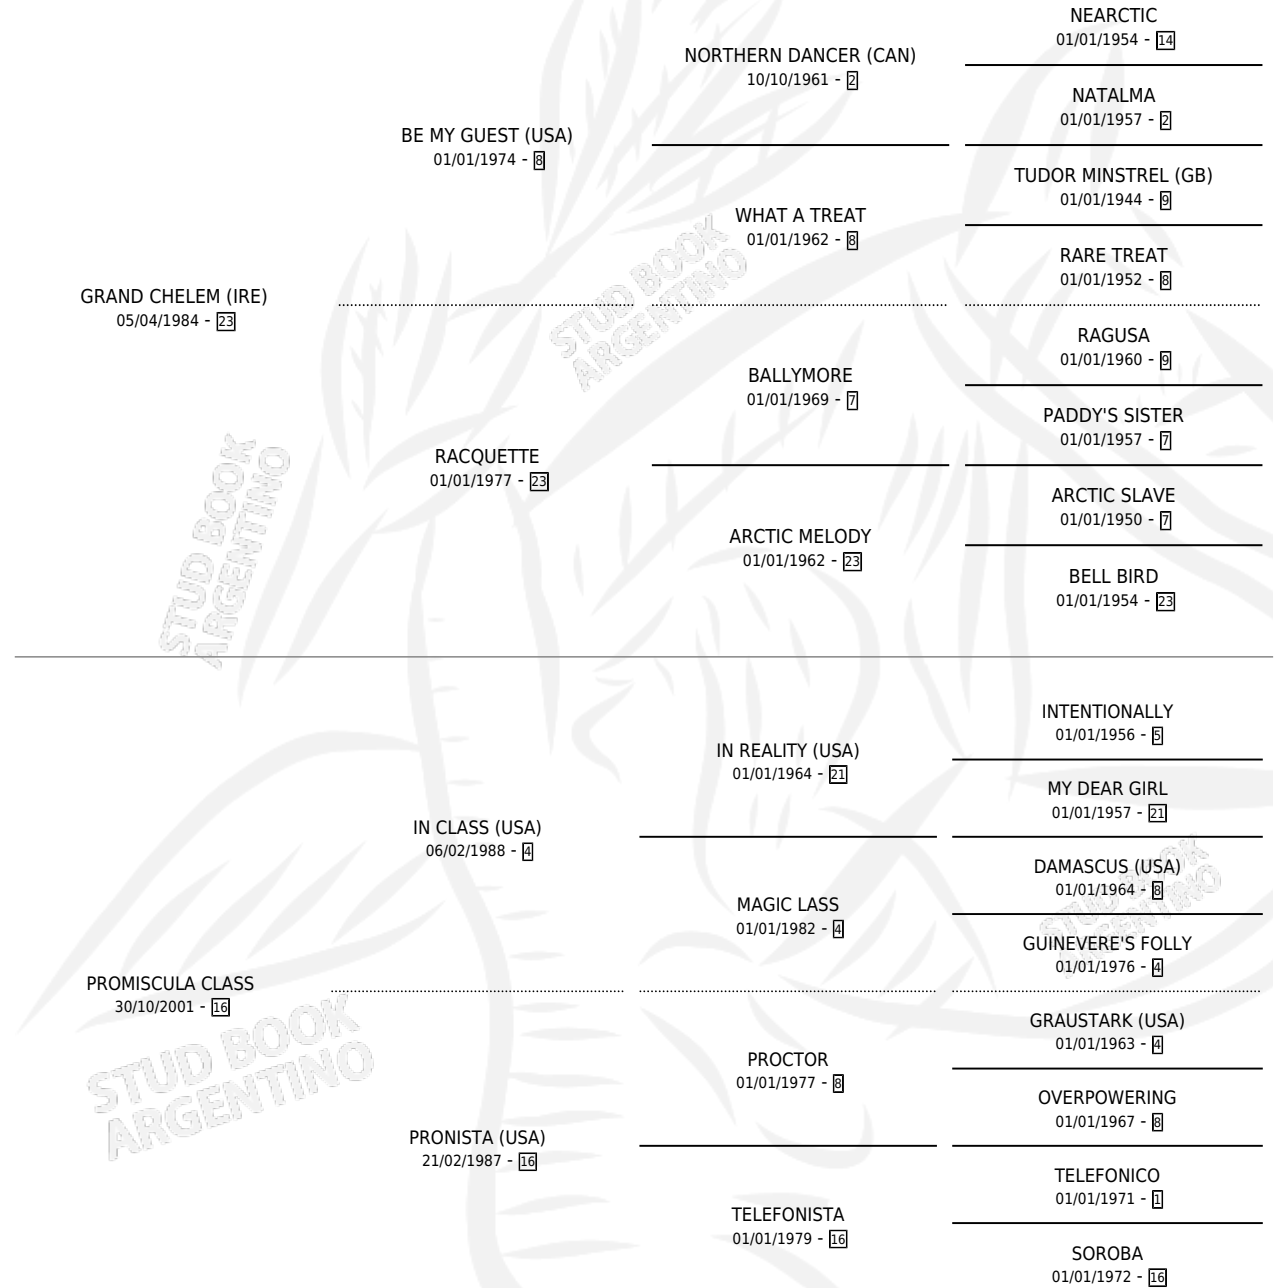 NEARCTIC
01/01/1954 - 14
NORTHERN DANCER (CAN)
10/10/1961 - 2
NATALMA
01/01/1957 - 2
BE MY GUEST (USA)
01/01/1974 - 8
TUDOR MINSTREL (GB)
01/01/1944 - 9
WHAT A TREAT
01/01/1962 - 8
RARE TREAT
01/01/1952 - 8
STUD BOOK
ARGENTINO
GRAND CHELEM (IRE)
05/04/1984 - 23
RAGUSA
01/01/1960 - 9
BALLYMORE
01/01/1969 - 7
PADDY'S SISTER
01/01/1957 - 7
RACQUETTE
01/01/1977 - 23
ARCTIC SLAVE
01/01/1950 - 7
ARCTIC MELODY
01/01/1962 - 23
BELL BIRD
01/01/1954 - 23
STUD BOOK
ARGENTINO
INTENTIONALLY
01/01/1956 - 5
IN REALITY (USA)
01/01/1964 - 21
MY DEAR GIRL
01/01/1957 - 21
IN CLASS (USA)
06/02/1988 - 4
DAMASCUS (USA)
01/01/1964 - 8
MAGIC LASS
01/01/1982 - 4
GUINEVERE'S FOLLY
01/01/1976 - 4
STUD BOOK
ARGENTINO
PROMISCULA CLASS
30/10/2001 - 16
GRAUSTARK (USA)
01/01/1963 - 4
PROCTOR
01/01/1977 - 8
OVERPOWERING
01/01/1967 - 8
STUD BOOK
ARGENTINO
PRONISTA (USA)
21/02/1987 - 16
TELEFONICO
01/01/1971 - 1
TELEFONISTA
01/01/1979 - 16
SOROBA
01/01/1972 - 16